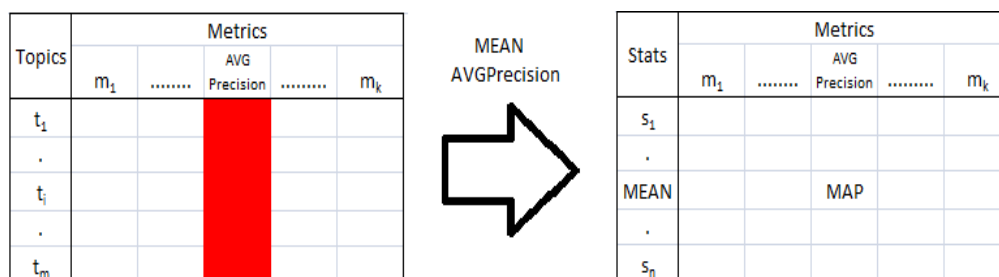 Topics
Metrics
m1 ........ AVG Precision ......... mk
t1
.
ti
.
tm
MEAN
AVGPrecision
Stats
Metrics
m1 ........ AVG Precision ......... mk
s1
.
MEAN MAP
.
sn